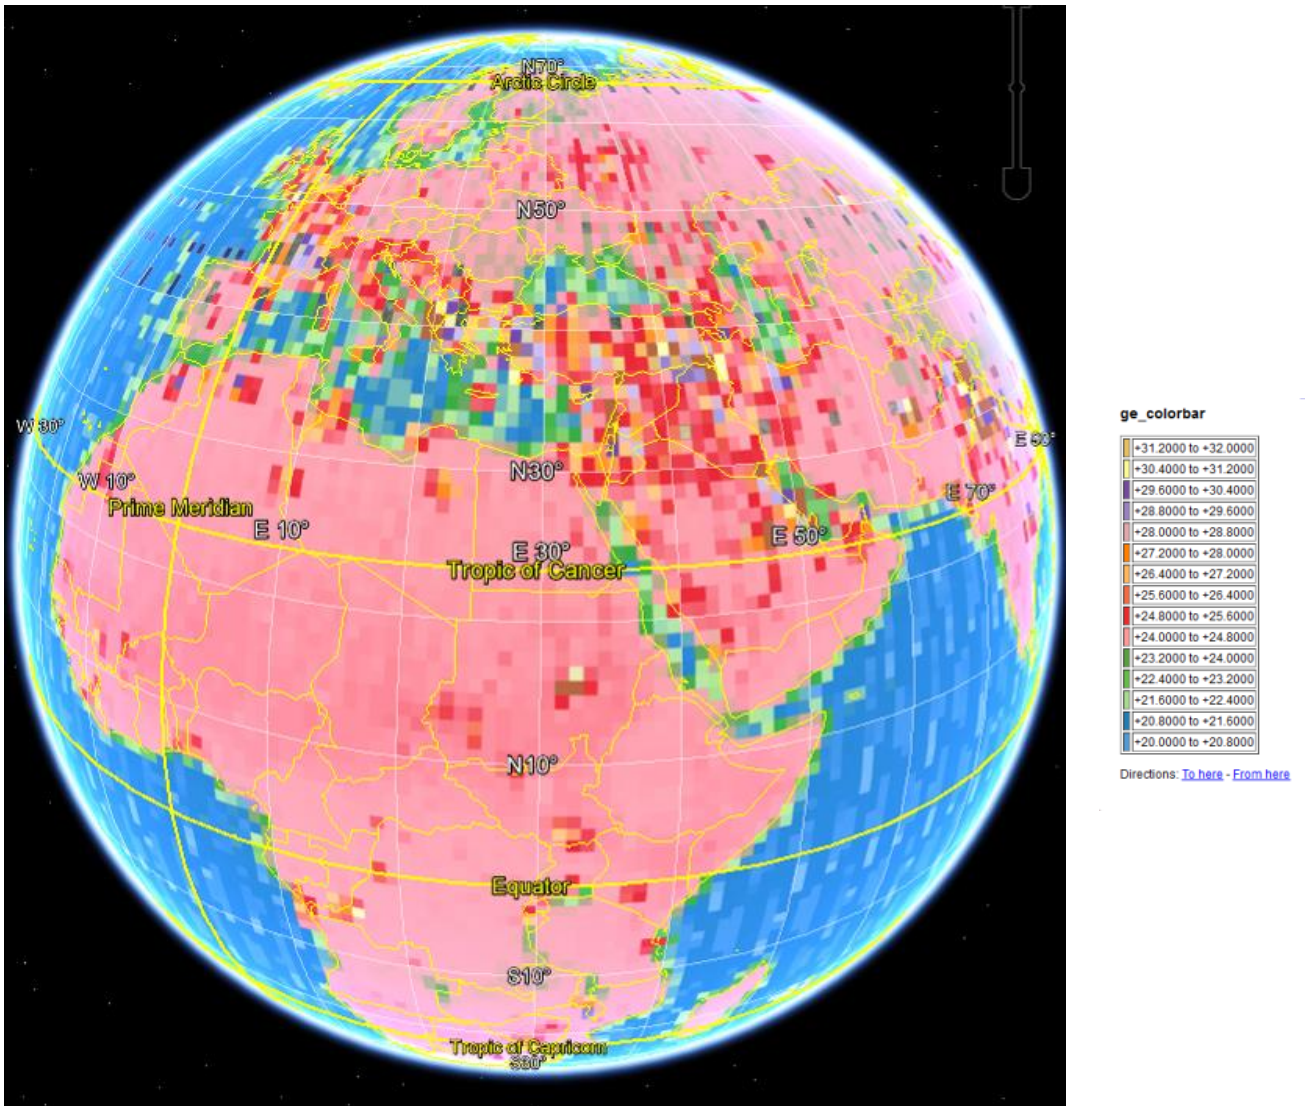 N70°
Arctic Circle
N50°
W 30°
W 10°
N30°
E 90°
E 70°
Prime Meridian
E 10°
E 30°
E 50°
Tropic of Cancer
N10°
Equator
S10°
Tropic of Capricorn
S30°
ge_colorbar
+31.2000 to +32.0000
+30.4000 to +31.2000
+29.6000 to +30.4000
+28.8000 to +29.6000
+28.0000 to +28.8000
+27.2000 to +28.0000
+26.4000 to +27.2000
+25.6000 to +26.4000
+24.8000 to +25.6000
+24.0000 to +24.8000
+23.2000 to +24.0000
+22.4000 to +23.2000
+21.6000 to +22.4000
+20.8000 to +21.6000
+20.0000 to +20.8000
Directions: To here - From here